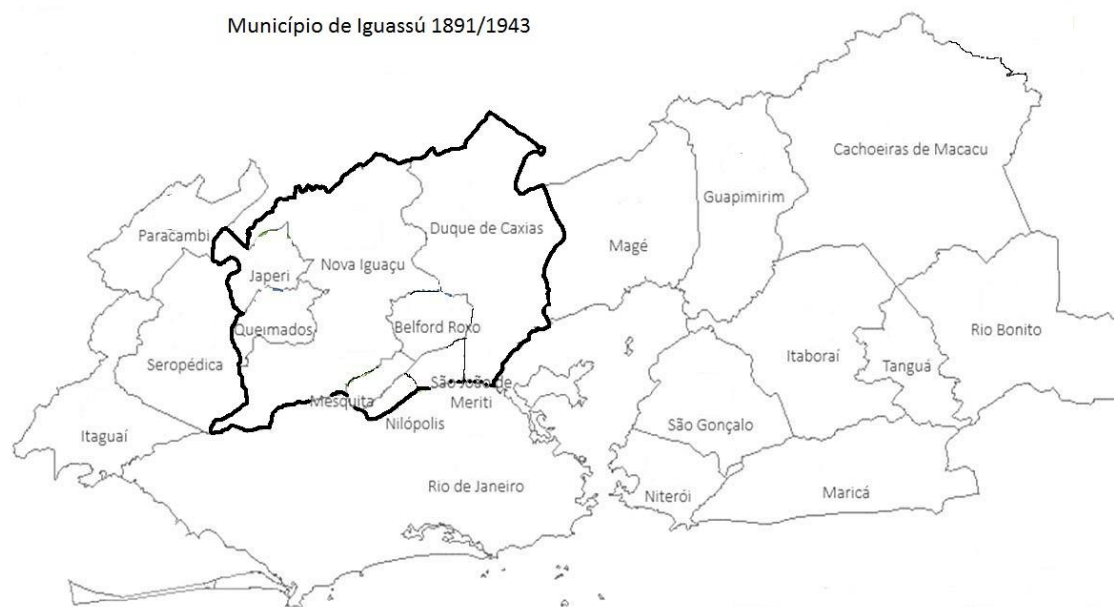 Município de Iguassú 1891/1943
Cachoeiras de Macacu
Guapimirim
Paracambi
Duque de Caxias
Magé
Nova Iguaçu
Japeri
Queimados
Belford Roxo
Rio Bonito
Itaboraí
Seropédica
Tanguá
São João de
Meriti
Mesquita
Nilópolis
São Gonçalo
Itaguaí
Rio de Janeiro
Niterói
Maricá